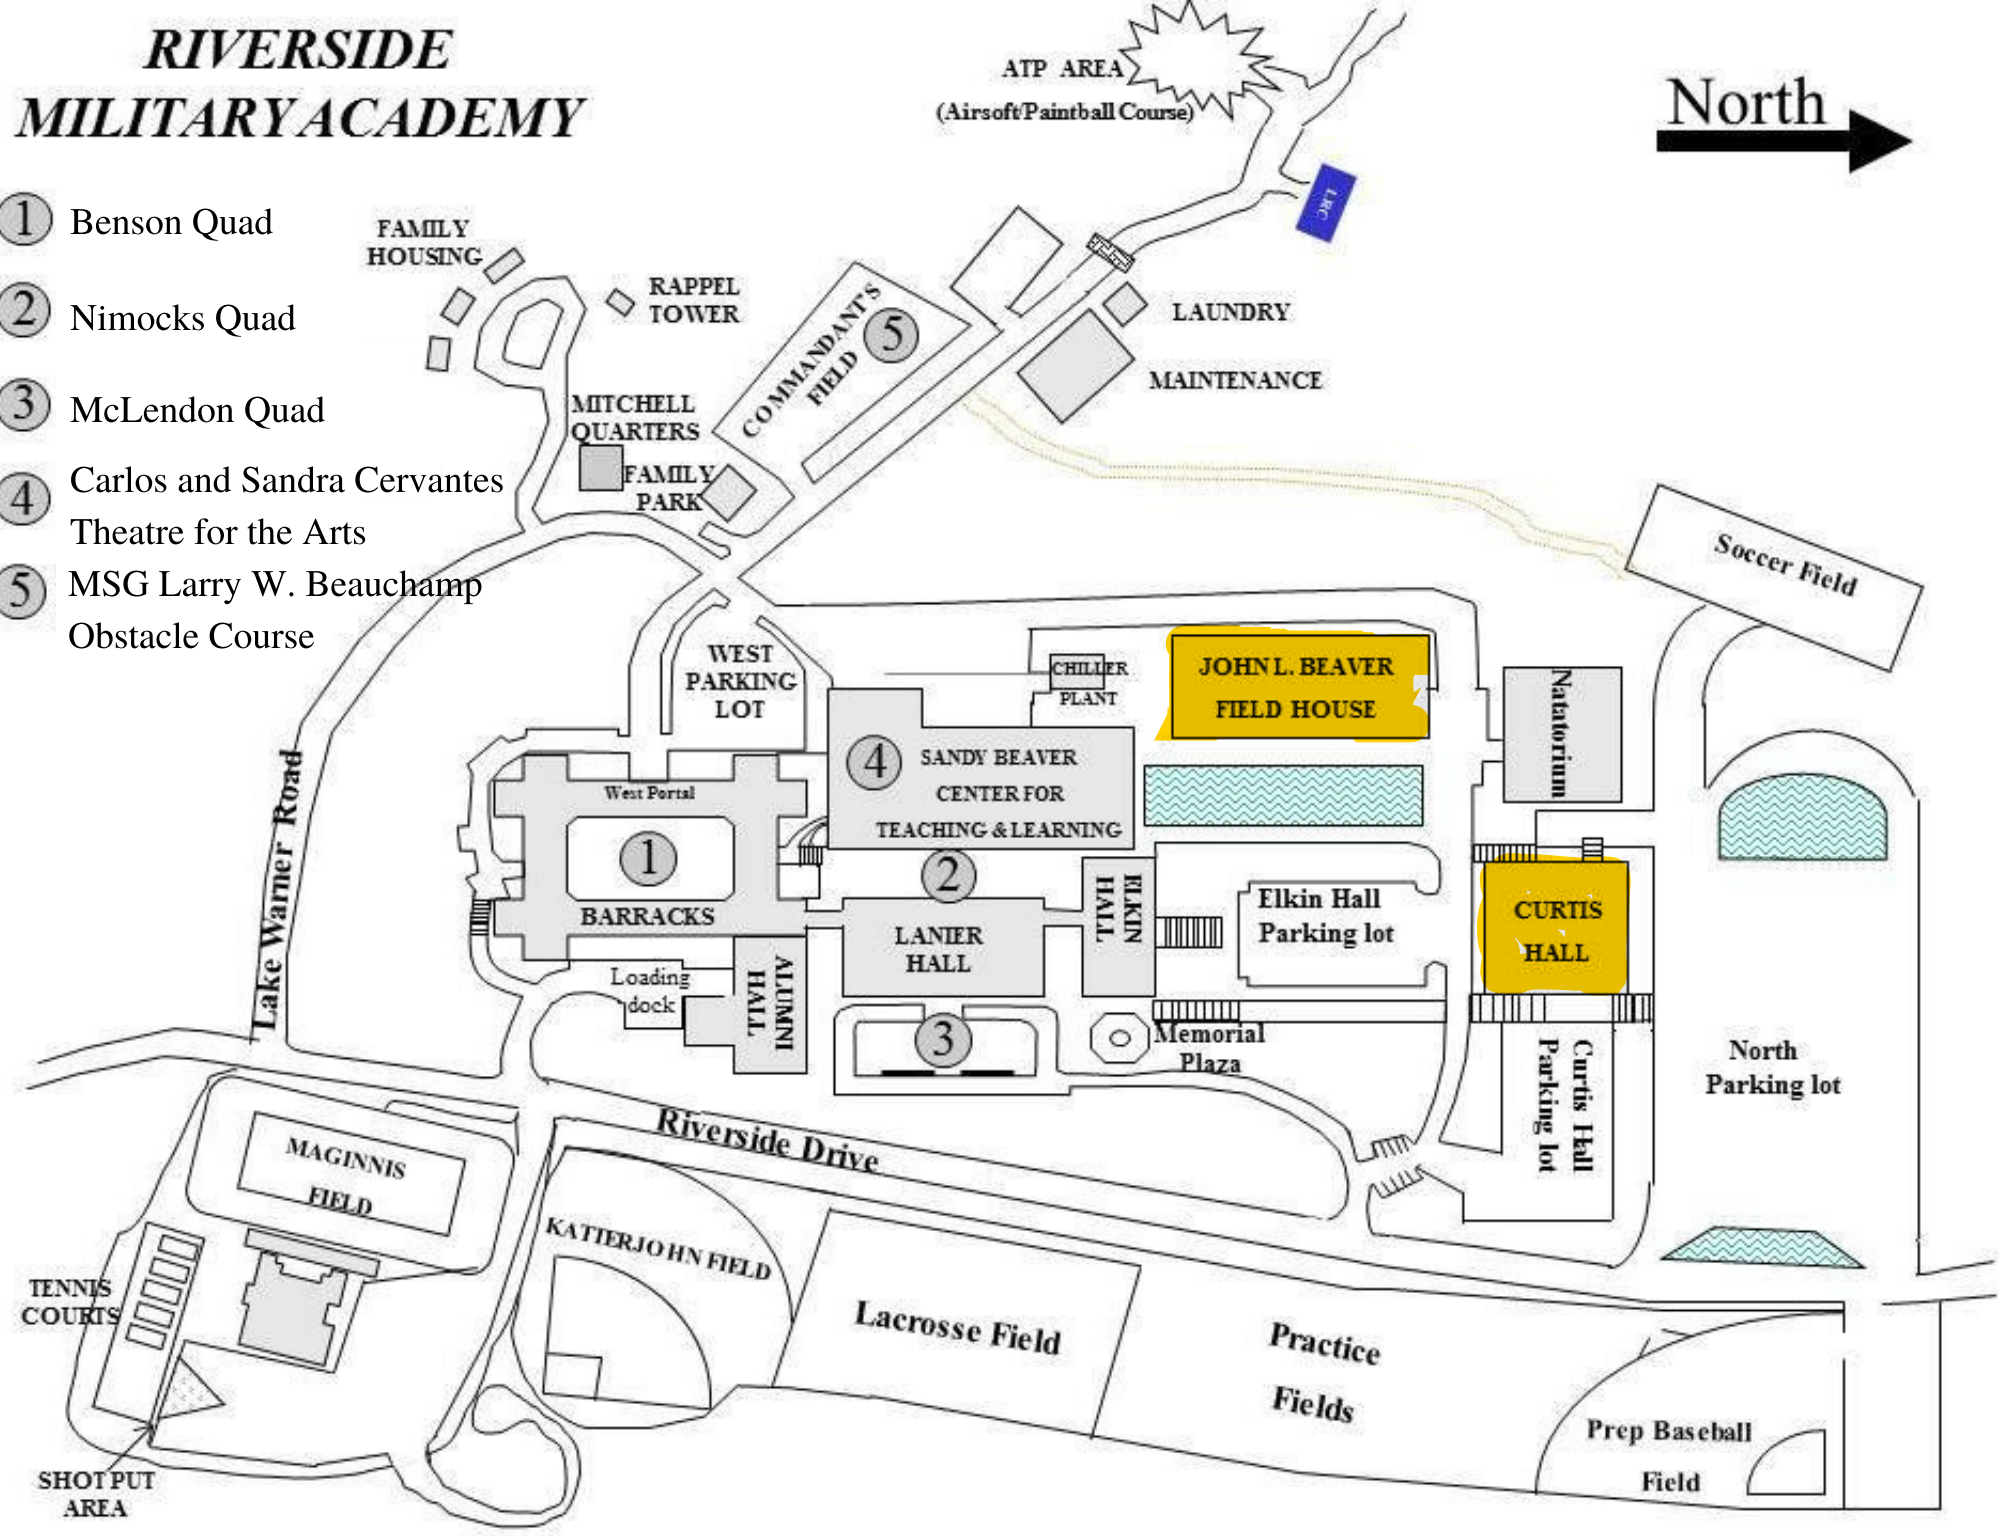 RIVERSIDE
MILITARY ACADEMY
1 Benson Quad
2 Nimocks Quad
3 McLendon Quad
4 Carlos and Sandra Cervantes
Theatre for the Arts
5 MSG Larry W. Beauchamp
Obstacle Course
North
ATP AREA
(Airsoft/Paintball Course)
LRC
FAMILY
HOUSING
RAPPEL
TOWER
COMMANDANT'S
FIELD
5
LAUNDRY
MAINTENANCE
MITCHELL
QUARTERS
FAMILY
PARK
Soccer Field
WEST
PARKING
LOT
CHILLER
PLANT
JOHN L. BEAVER
FIELD HOUSE
Natatorium
4
SANDY BEAVER
CENTER FOR
TEACHING & LEARNING
West Portal
1
BARRACKS
2
LANIER
HALL
ELKIN
HALL
Elkin Hall
Parking lot
CURTIS
HALL
Lake Warner Road
Loading
dock
ALUMNI
HALL
3
Memorial
Plaza
Curtis Hall
Parking lot
North
Parking lot
Riverside Drive
MAGINNIS
FIELD
KATTERJOHN FIELD
TENNIS
COURTS
Lacrosse Field
Practice
Fields
Prep Baseball
Field
SHOT PUT
AREA